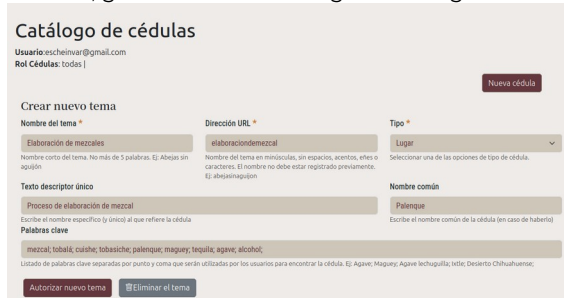 Catálogo de cédulas
Usuario:escheinvar@gmail.com
Rol Cédulas: todas |
Nueva cédula
Crear nuevo tema
Nombre del tema * Dirección URL * Tipo *
Elaboración de mezcales elaboraciondemezcal Lugar
Nombre corto del tema. No más de 5 palabras. Ej: Abejas sin Nombre del tema en minúsculas, sin espacios, acentos, eñes o Seleccionar una de las opciones de tipo de cédula.
aguijón caracteres. El nombre no debe estar registrado previamente.
Ej: abejasinaguijon
Texto descriptor único Nombre común
Proceso de elaboración de mezcal Palenque
Escribe el nombre específico (y único) al que refiere la cédula Escribe el nombre común de la cédula (en caso de haberlo)
Palabras clave
mezcal; tobalá; cuishe; tobasiche; palenque; maguey; tequila; agave; alcohol;
Listado de palabras clave separadas por punto y coma que serán utilizadas por los usuarios para encontrar la cédula. Ej: Agave; Maguey; Agave lechuguilla; Ixtle; Desierto Chihuahuense;
Autorizar nuevo tema Eliminar el tema